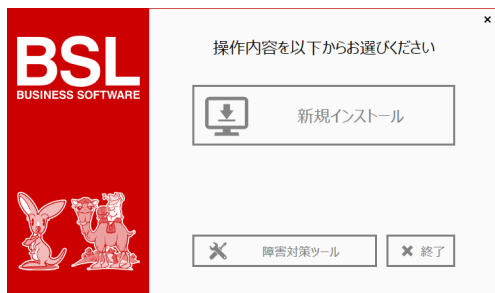 BSL
BUSINESS SOFTWARE
操作内容を以下からお選びください
新規インストール
障害対策ツール
終了